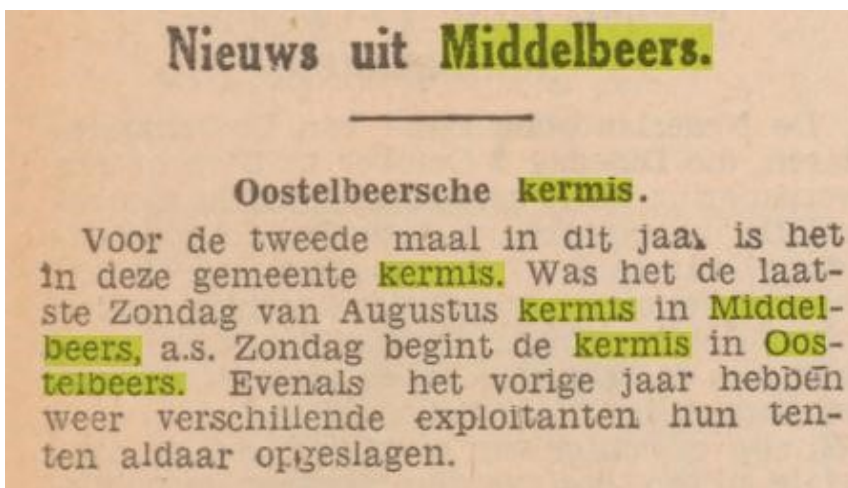 Nieuws uit Middelbeers.
Oostelbeersche kermis.
Voor de tweede maal in dit jaar is het
in deze gemeente kermis. Was het de laat-
ste Zondag van Augustus kermis in Middel-
beers, a.s. Zondag begint de kermis in Oos-
telbeers. Evenals het vorige jaar hebben
weer verschillende exploitanten hun ten-
ten aldaar opgeslagen.